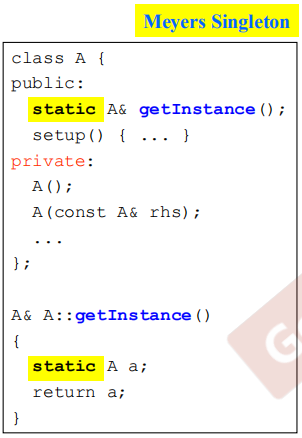 Meyers Singleton
class A {
public:
  static A& getInstance();
  setup() { ... }
private:
  A();
  A(const A& rhs);
  ...
};

A& A::getInstance()
{
  static A a;
  return a;
}